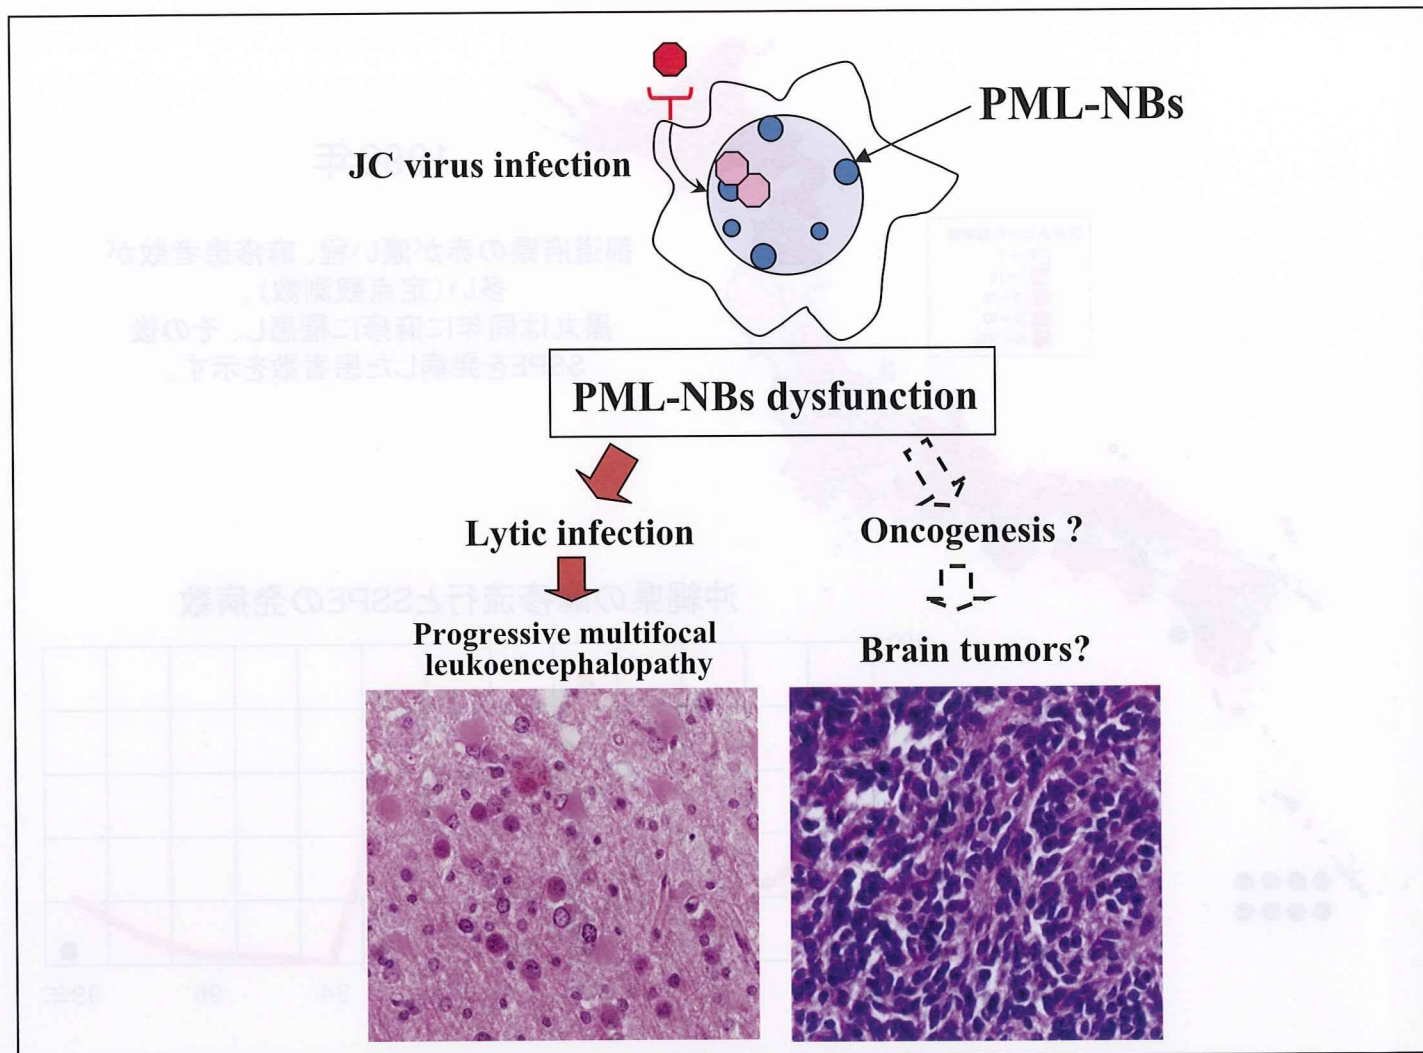 PML-NBs
JC virus infection
PML-NBs dysfunction
Lytic infection
Oncogenesis ?
Progressive multifocal
leukoencephalopathy
Brain tumors?